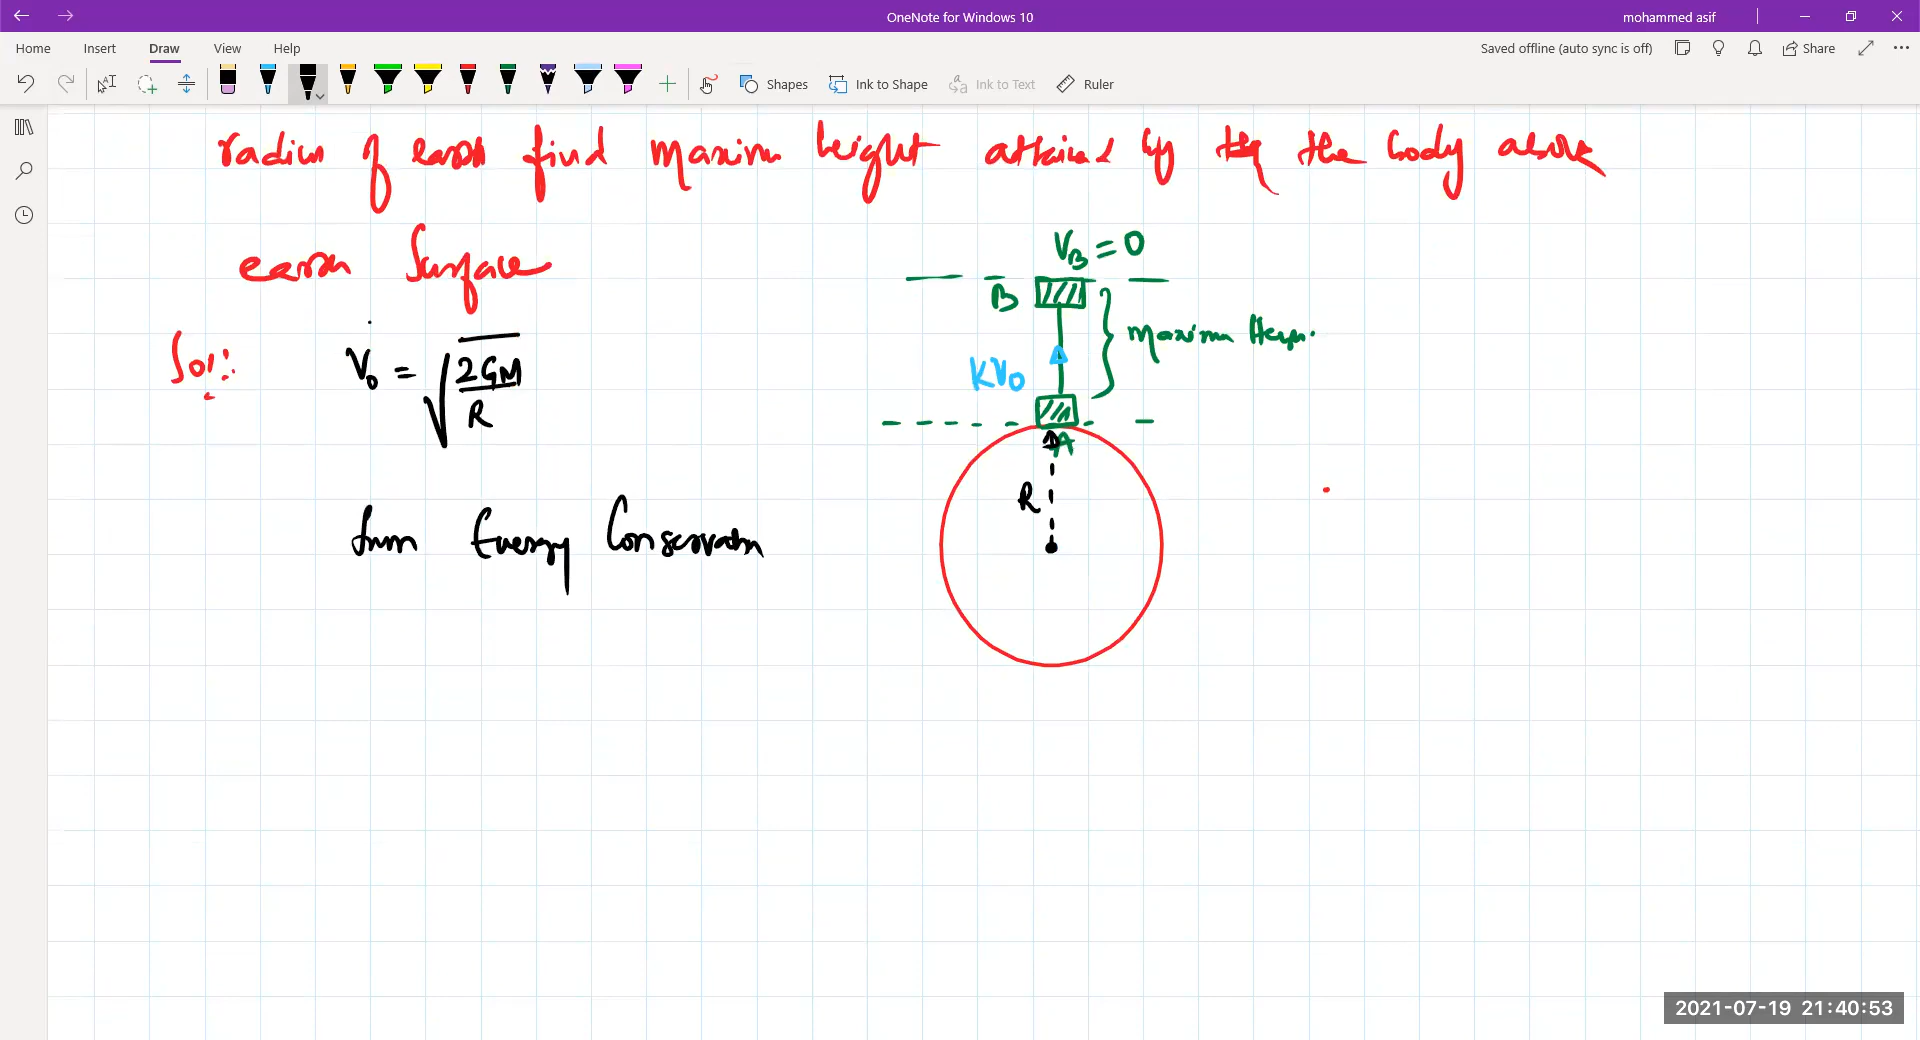 OneNote for Windows 10
mohammed asif
Home Insert Draw View Help
Saved offline (auto sync is off) Share
Shapes Ink to Shape Ink to Text Ruler
radius of earth find maximum height attained by the the body above
earth Surface
Sol:
V₀ = √(2GM/R)
from Energy Conservation
V_B = 0
B
maximum
KV₀
A
R
2021-07-19 21:40:53